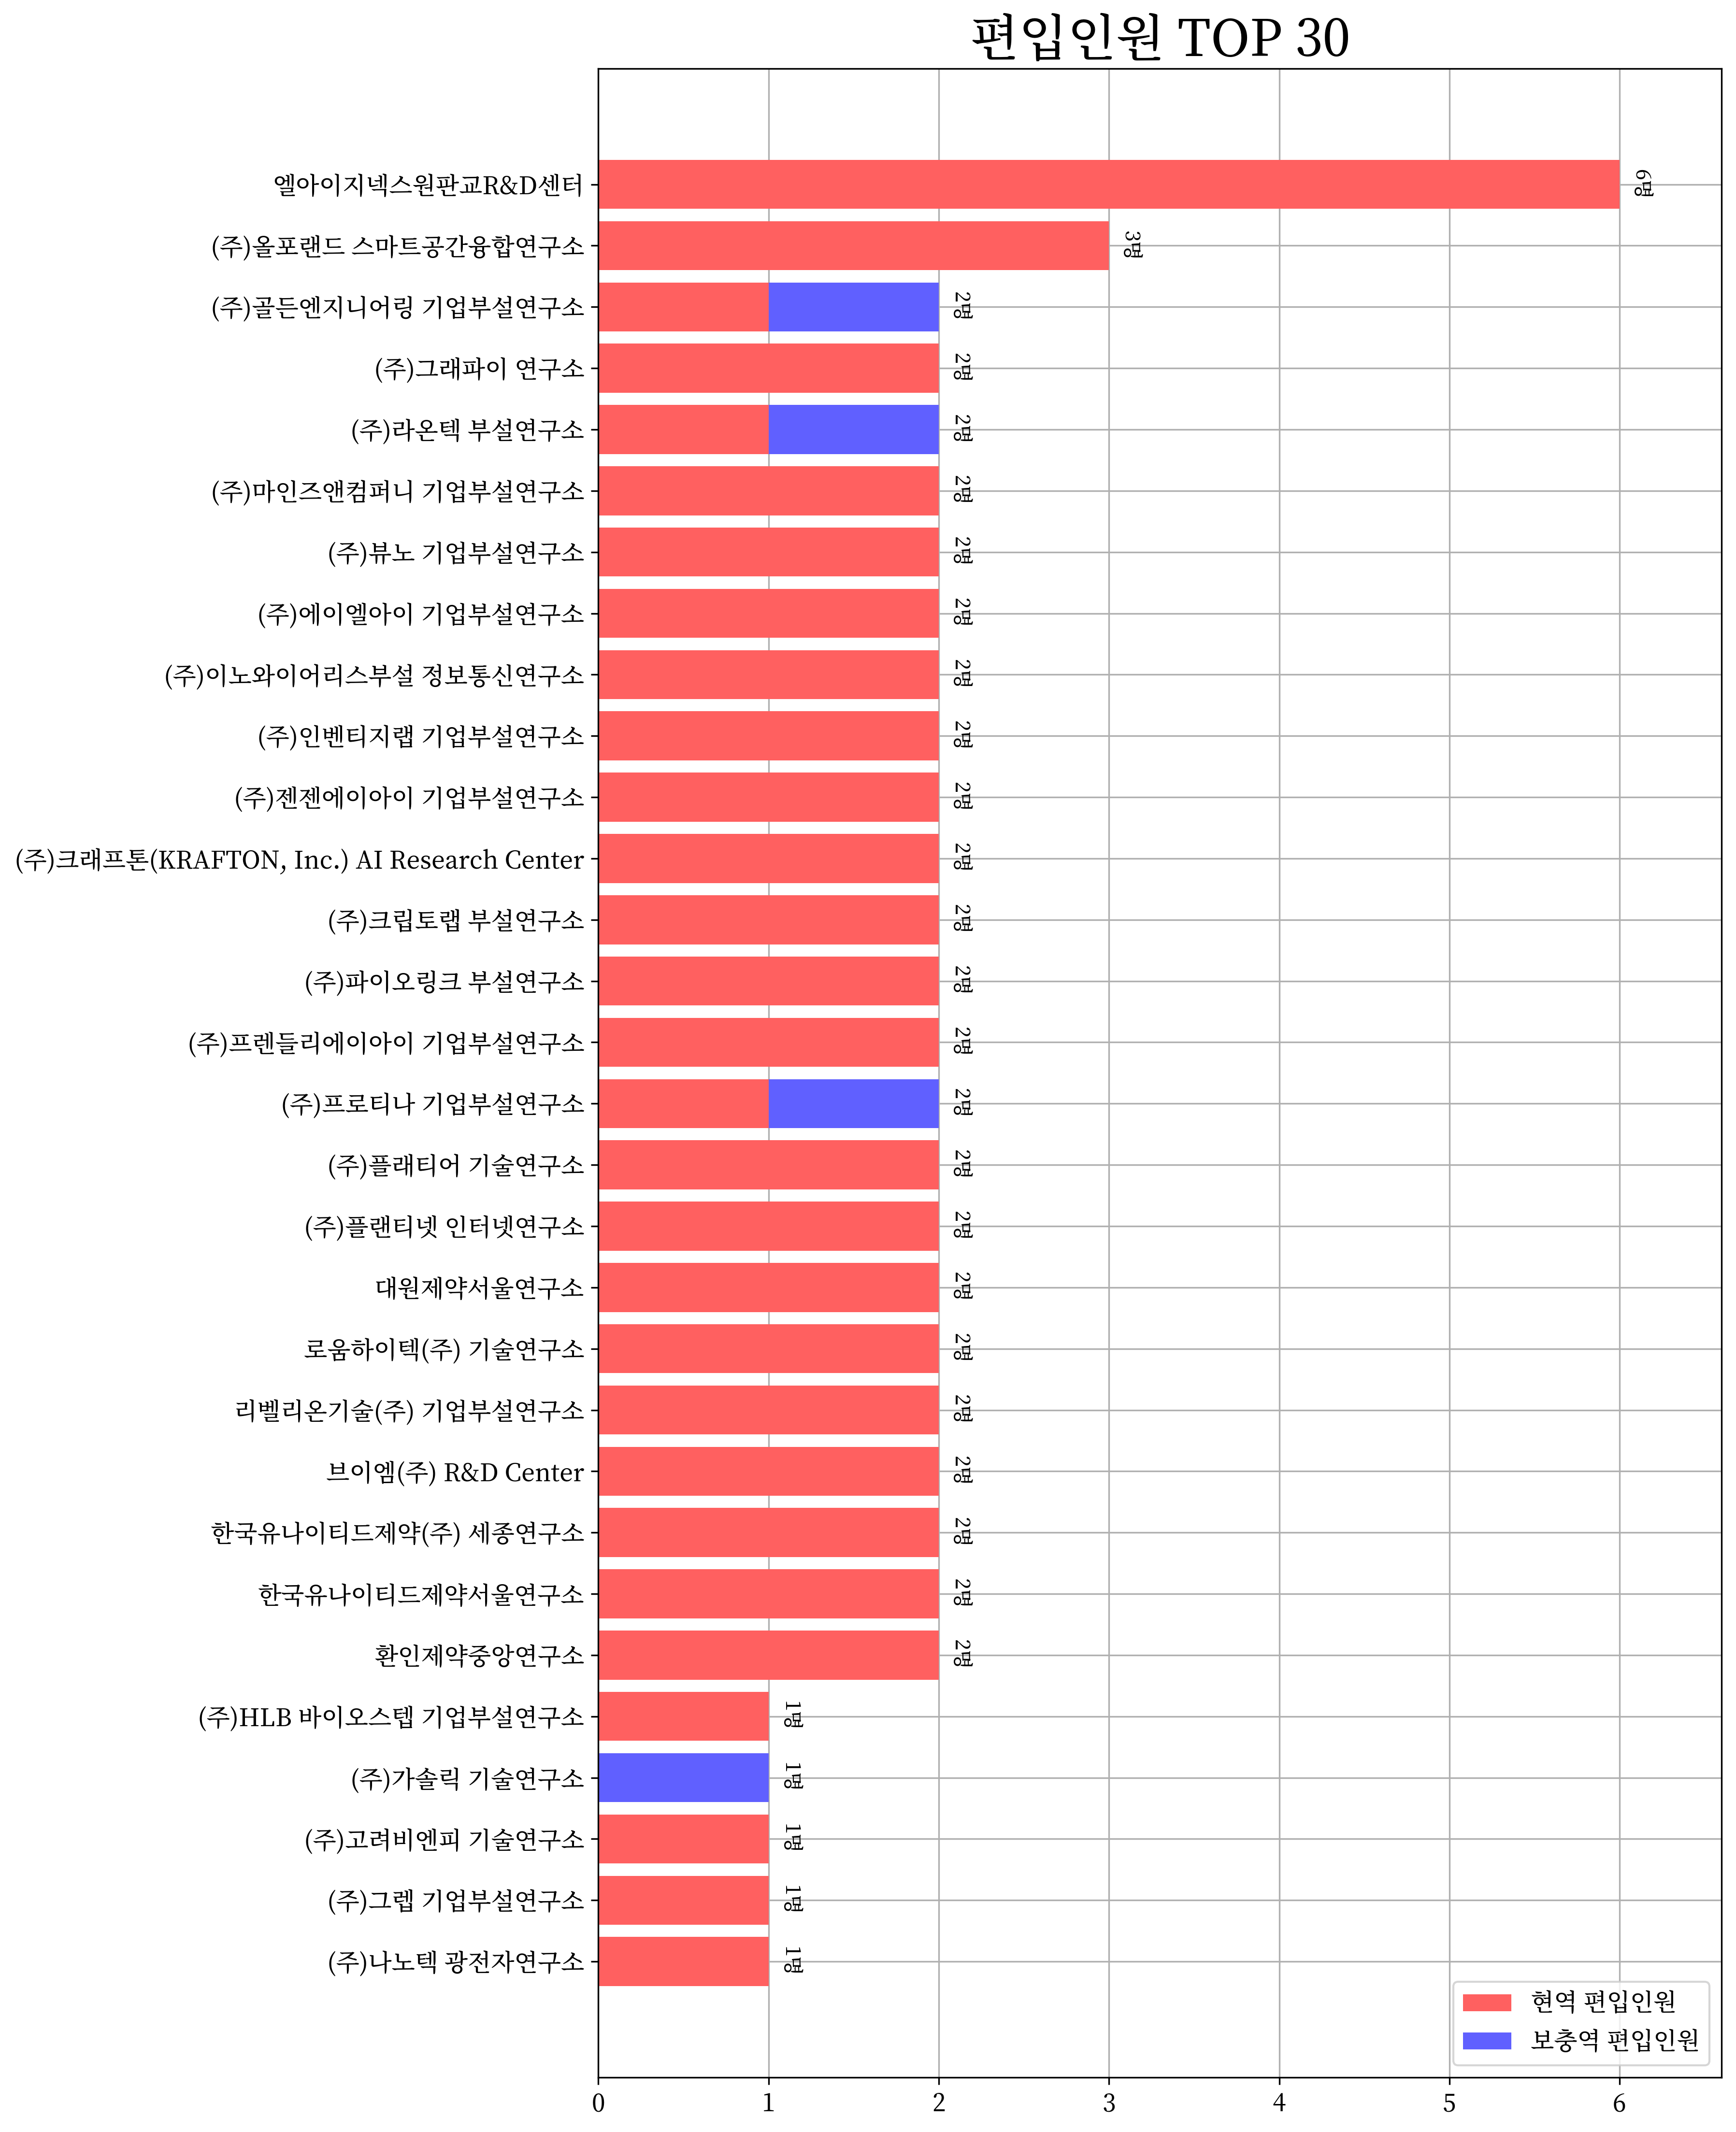 편입인원 TOP 30
엘아이지넥스원판교R&D센터 6명
(주)올포랜드 스마트공간융합연구소 3명
(주)골든엔지니어링 기업부설연구소 2명
(주)그래파이 연구소 2명
(주)라온텍 부설연구소 2명
(주)마인즈앤컴퍼니 기업부설연구소 2명
(주)뷰노 기업부설연구소 2명
(주)에이엘아이 기업부설연구소 2명
(주)이노와이어리스부설 정보통신연구소 2명
(주)인벤티지랩 기업부설연구소 2명
(주)젠젠에이아이 기업부설연구소 2명
(주)크래프톤(KRAFTON, Inc.) AI Research Center 2명
(주)크립토랩 부설연구소 2명
(주)파이오링크 부설연구소 2명
(주)프렌들리에이아이 기업부설연구소 2명
(주)프로티나 기업부설연구소 2명
(주)플래티어 기술연구소 2명
(주)플랜티넷 인터넷연구소 2명
대원제약서울연구소 2명
로움하이텍(주) 기술연구소 2명
리벨리온기술(주) 기업부설연구소 2명
브이엠(주) R&D Center 2명
한국유나이티드제약(주) 세종연구소 2명
한국유나이티드제약서울연구소 2명
환인제약중앙연구소 2명
(주)HLB 바이오스텝 기업부설연구소 1명
(주)가솔릭 기술연구소 1명
(주)고려비엔피 기술연구소 1명
(주)그렙 기업부설연구소 1명
(주)나노텍 광전자연구소 1명
현역 편입인원
보충역 편입인원
0 1 2 3 4 5 6